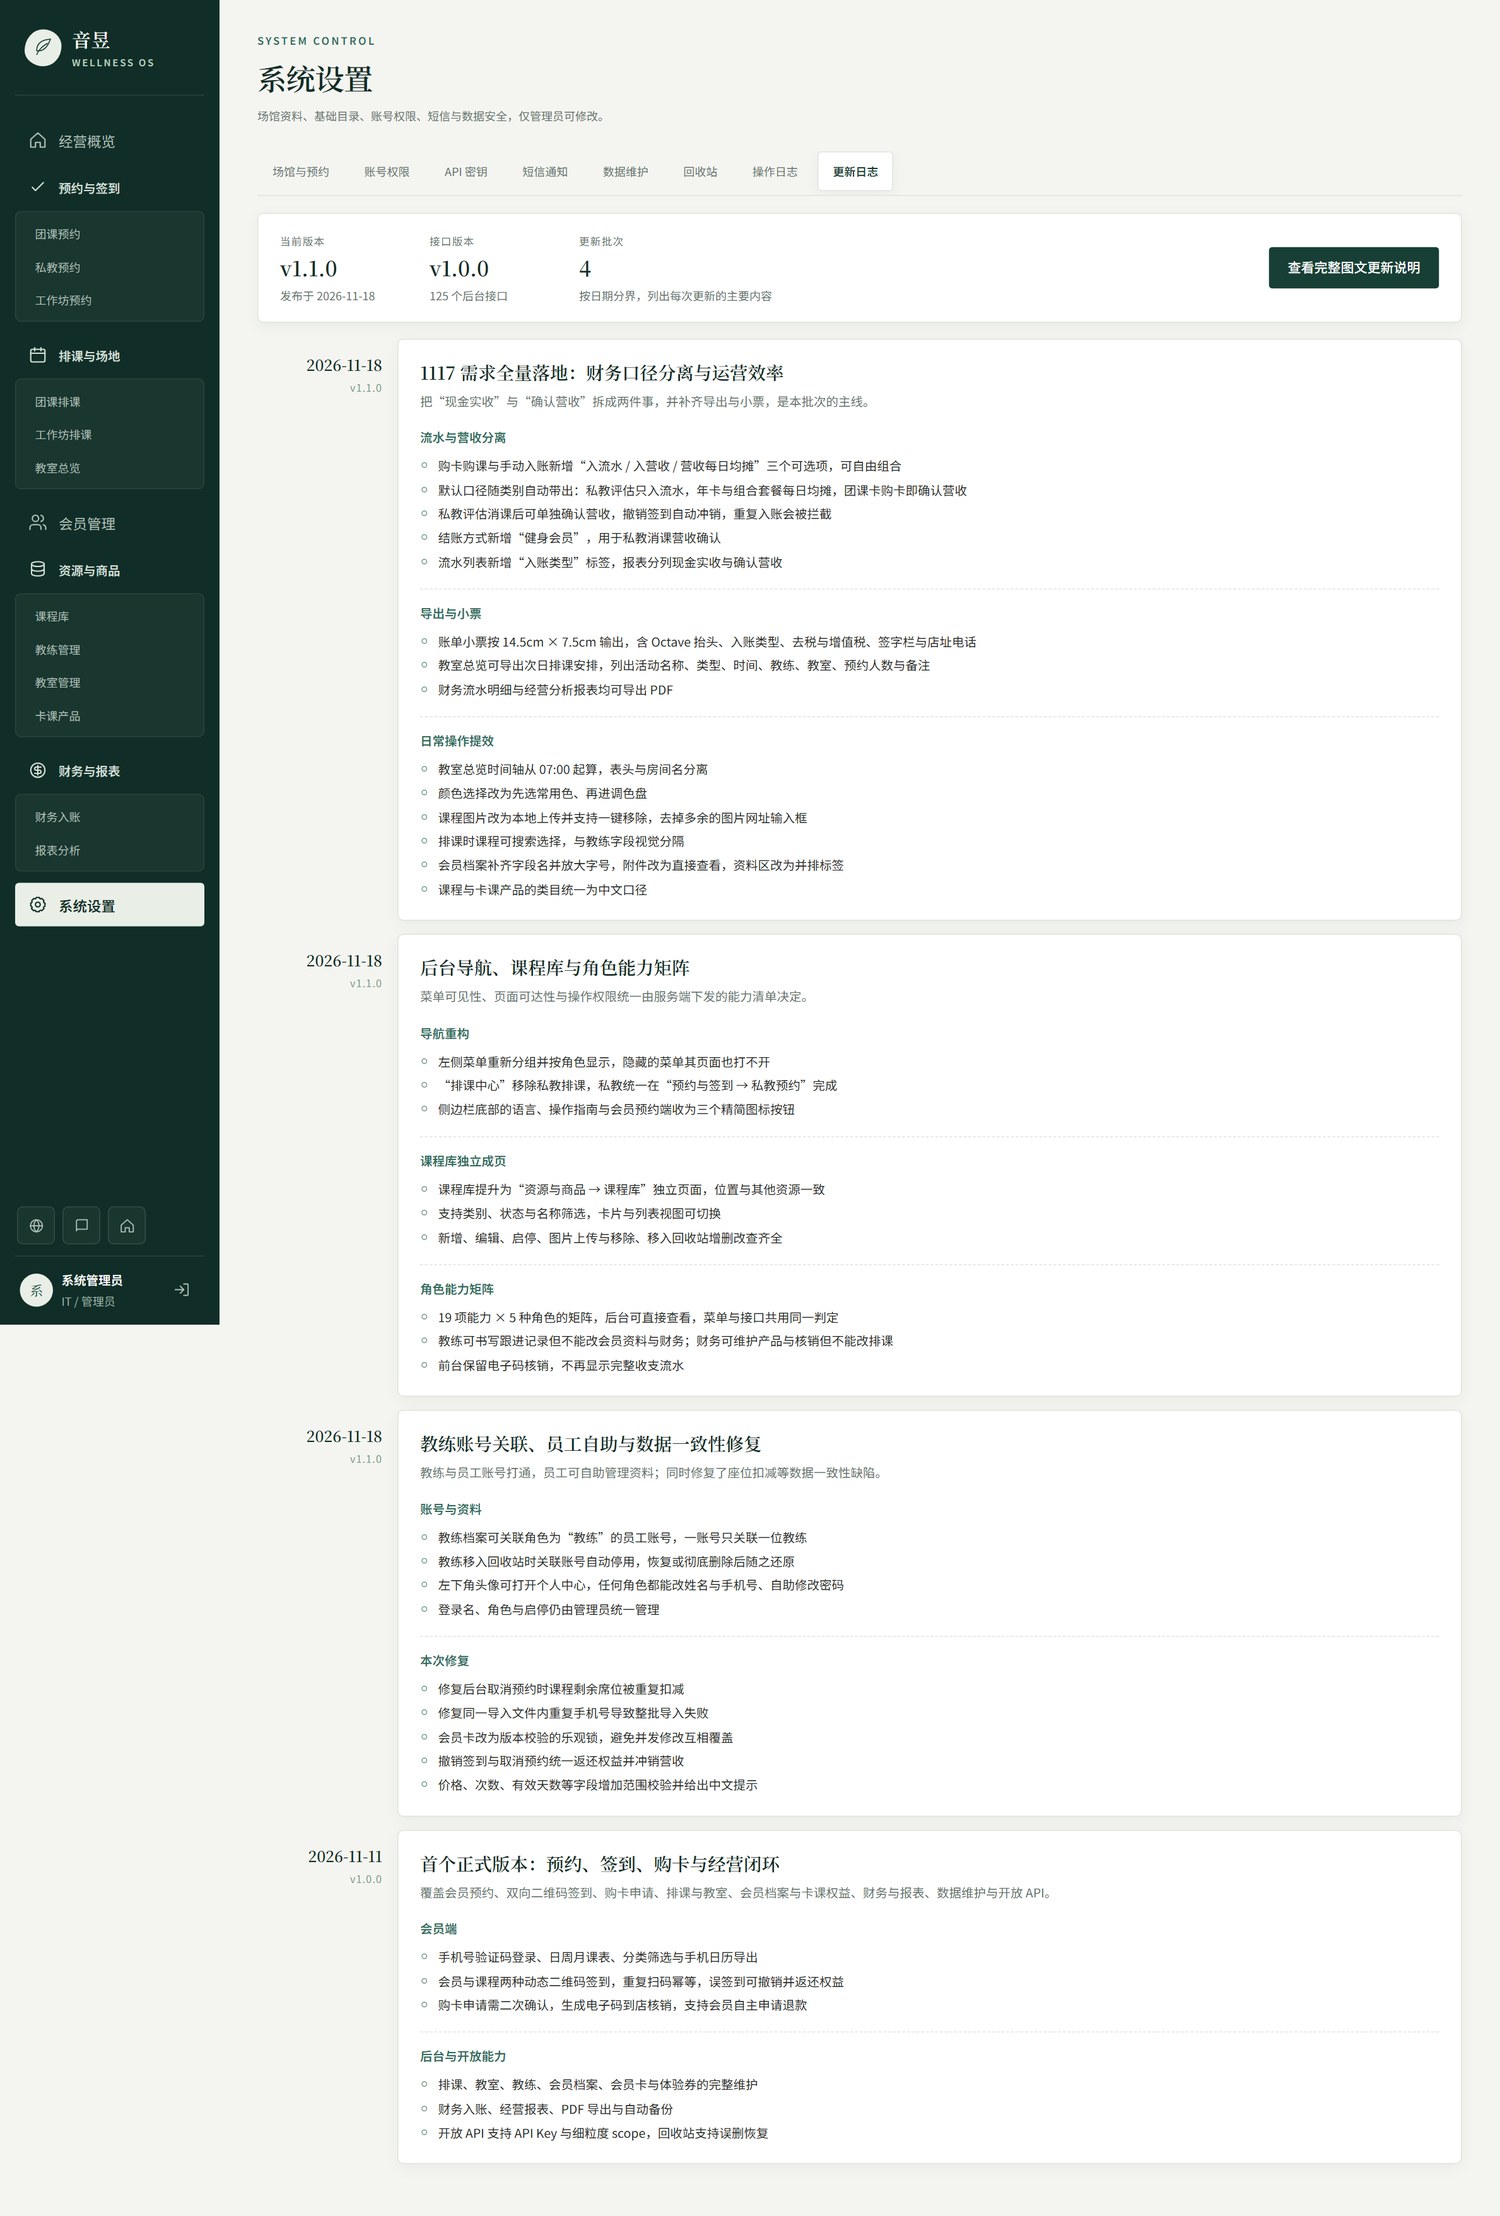 音昱
WELLNESS OS
经营概览
预约与签到
团课预约
私教预约
工作坊预约
排课与场地
团课排课
工作坊排课
教室总览
会员管理
资源与商品
课程库
教练管理
教室管理
卡课产品
财务与报表
财务入账
报表分析
系统设置
系
系统管理员
IT / 管理员
SYSTEM CONTROL
系统设置
场馆资料、基础目录、账号权限、短信与数据安全，仅管理员可修改。
场馆与预约
账号权限
API 密钥
短信通知
数据维护
回收站
操作日志
更新日志
当前版本
v1.1.0
发布于 2026-11-18
接口版本
v1.0.0
125 个后台接口
更新批次
4
按日期分界，列出每次更新的主要内容
查看完整图文更新说明
2026-11-18
v1.1.0
1117 需求全量落地：财务口径分离与运营效率
把“现金实收”与“确认营收”拆成两件事，并补齐导出与小票，是本批次的主线。
流水与营收分离
购卡购课与手动入账新增“入流水 / 入营收 / 营收每日均摊”三个可选项，可自由组合
默认口径随类别自动带出：私教评估只入流水，年卡与组合套餐每日均摊，团课卡购卡即确认营收
私教评估消课后可单独确认营收，撤销签到自动冲销，重复入账会被拦截
结账方式新增“健身会员”，用于私教消课营收确认
流水列表新增“入账类型”标签，报表分列现金实收与确认营收
导出与小票
账单小票按 14.5cm × 7.5cm 输出，含 Octave 抬头、入账类型、去税与增值税、签字栏与店址电话
教室总览可导出次日排课安排，列出活动名称、类型、时间、教练、教室、预约人数与备注
财务流水明细与经营分析报表均可导出 PDF
日常操作提效
教室总览时间轴从 07:00 起算，表头与房间名分离
颜色选择改为先选常用色、再进调色盘
课程图片改为本地上传并支持一键移除，去掉多余的图片网址输入框
排课时课程可搜索选择，与教练字段视觉分隔
会员档案补齐字段名并放大字号，附件改为直接查看，资料区改为并排标签
课程与卡课产品的类目统一为中文口径
2026-11-18
v1.1.0
后台导航、课程库与角色能力矩阵
菜单可见性、页面可达性与操作权限统一由服务端下发的能力清单决定。
导航重构
左侧菜单重新分组并按角色显示，隐藏的菜单其页面也打不开
“排课中心”移除私教排课，私教统一在“预约与签到 → 私教预约”完成
侧边栏底部的语言、操作指南与会员预约端收为三个精简图标按钮
课程库独立成页
课程库提升为“资源与商品 → 课程库”独立页面，位置与其他资源一致
支持类别、状态与名称筛选，卡片与列表视图可切换
新增、编辑、启停、图片上传与移除、移入回收站增删改查齐全
角色能力矩阵
19 项能力 × 5 种角色的矩阵，后台可直接查看，菜单与接口共用同一判定
教练可书写跟进记录但不能改会员资料与财务；财务可维护产品与核销但不能改排课
前台保留电子码核销，不再显示完整收支流水
2026-11-18
v1.1.0
教练账号关联、员工自助与数据一致性修复
教练与员工账号打通，员工可自助管理资料；同时修复了座位扣减等数据一致性缺陷。
账号与资料
教练档案可关联角色为“教练”的员工账号，一账号只关联一位教练
教练移入回收站时关联账号自动停用，恢复或彻底删除后随之还原
左下角头像可打开个人中心，任何角色都能改姓名与手机号、自助修改密码
登录名、角色与启停仍由管理员统一管理
本次修复
修复后台取消预约时课程剩余席位被重复扣减
修复同一导入文件内重复手机号导致整批导入失败
会员卡改为版本校验的乐观锁，避免并发修改互相覆盖
撤销签到与取消预约统一返还权益并冲销营收
价格、次数、有效天数等字段增加范围校验并给出中文提示
2026-11-11
v1.0.0
首个正式版本：预约、签到、购卡与经营闭环
覆盖会员预约、双向二维码签到、购卡申请、排课与教室、会员档案与卡课权益、财务与报表、数据维护与开放 API。
会员端
手机号验证码登录、日周月课表、分类筛选与手机日历导出
会员与课程两种动态二维码签到，重复扫码幂等，误签到可撤销并返还权益
购卡申请需二次确认，生成电子码到店核销，支持会员自主申请退款
后台与开放能力
排课、教室、教练、会员档案、会员卡与体验券的完整维护
财务入账、经营报表、PDF 导出与自动备份
开放 API 支持 API Key 与细粒度 scope，回收站支持误删恢复